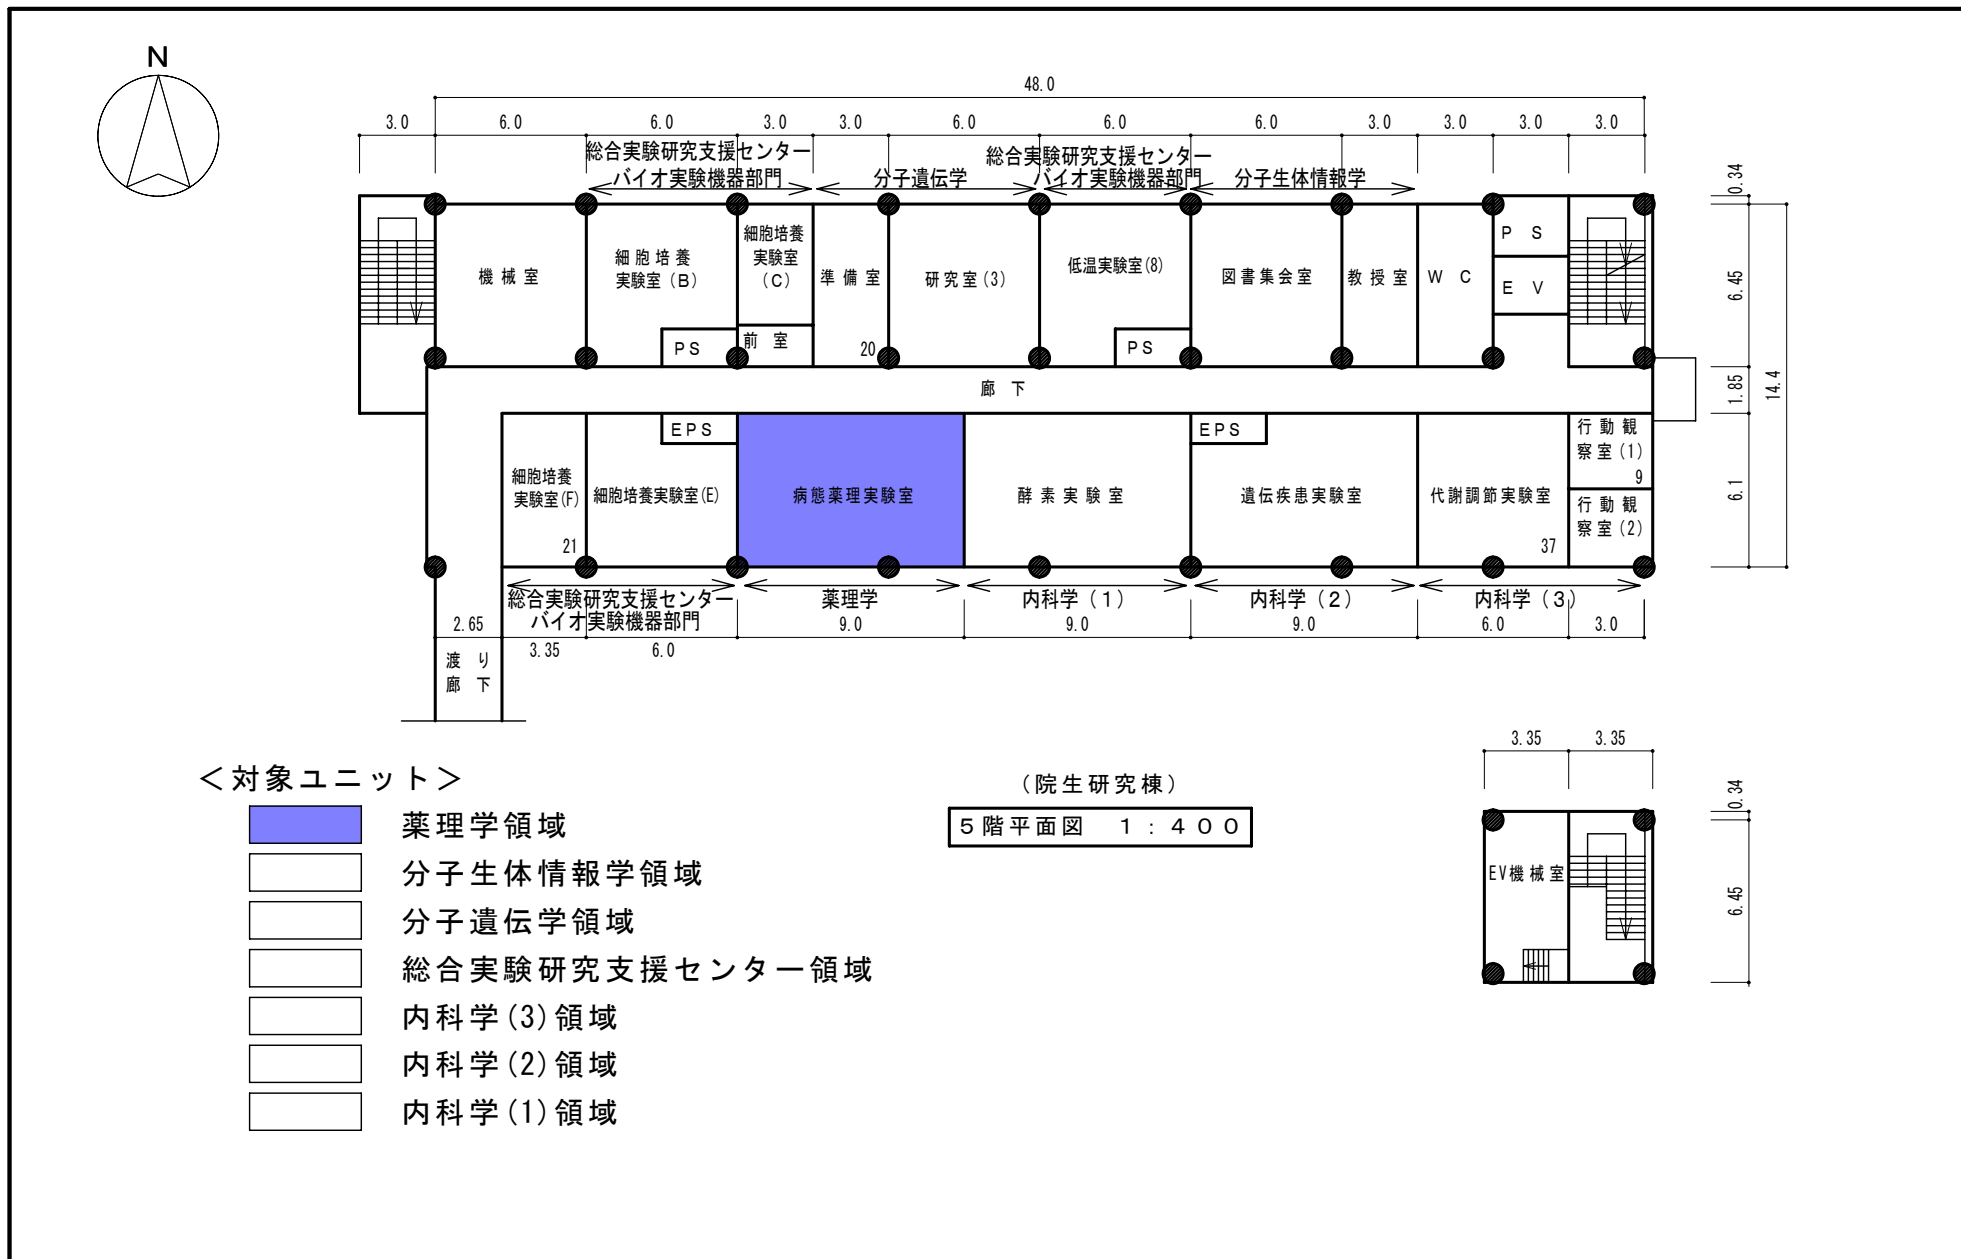 N
48.0
3.0 6.0 6.0 3.0 3.0 6.0 6.0 6.0 3.0 3.0 3.0 3.0
総合実験研究支援センター
バイオ実験機器部門
分子遺伝学
総合実験研究支援センター
バイオ実験機器部門
分子生体情報学
0.34
6.45
1.85
6.1
14.4
機械室
細胞培養
実験室(B)
PS
細胞培養
実験室
(C)
前室
準備室
20
研究室(3)
低温実験室(8)
PS
図書集会室
教授室
WC
PS
EV
廊下
細胞培養
実験室(F)
21
細胞培養実験室(E)
EPS
病態薬理実験室
酵素実験室
EPS
遺伝疾患実験室
代謝調節実験室
37
行動観
察室(1)
9
行動観
察室(2)
総合実験研究支援センター
バイオ実験機器部門
薬理学
内科学(1)
内科学(2)
内科学(3)
2.65 9.0 9.0 9.0 6.0 3.0
3.35 6.0
渡り
廊下
<対象ユニット>
薬理学領域
分子生体情報学領域
分子遺伝学領域
総合実験研究支援センター領域
内科学(3)領域
内科学(2)領域
内科学(1)領域
(院生研究棟)
5階平面図 1:400
3.35 3.35
0.34
6.45
EV機械室